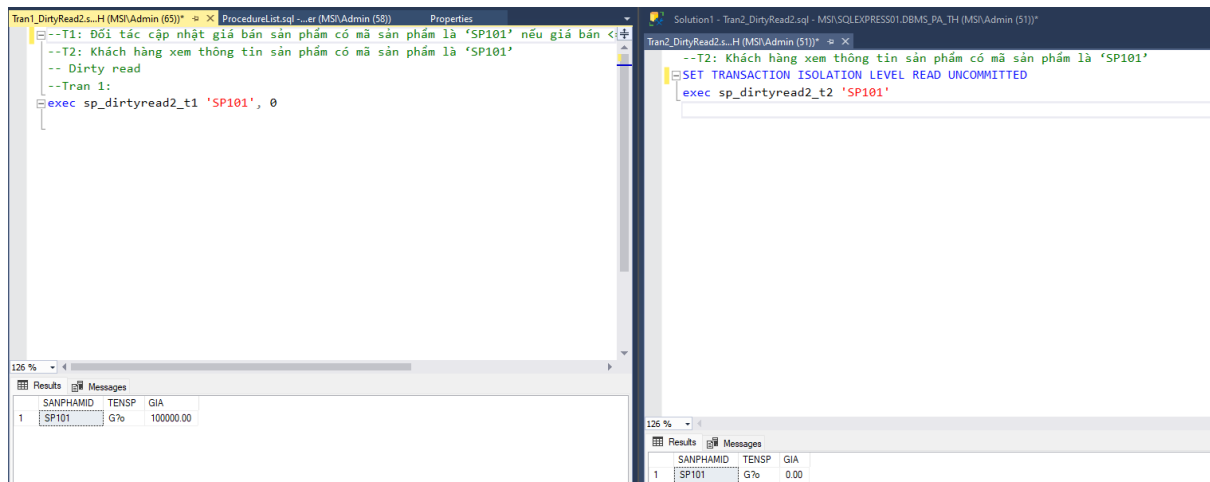 Tran1_DirtyRead2.s...H (MSI\Admin (65))* ProcedureList.sql -...er (MSI\Admin (58)) Properties
--T1: Đối tác cập nhật giá bán sản phẩm có mã sản phẩm là ‘SP101’ nếu giá bán <
--T2: Khách hàng xem thông tin sản phẩm có mã sản phẩm là ‘SP101’
-- Dirty read
--Tran 1:
exec sp_dirtyread2_t1 'SP101', 0
126 %
Results Messages
SANPHAMID TENSP GIA
1 SP101 G?o 100000.00
Solution1 - Tran2_DirtyRead2.sql - MSI\SQLEXPRESS01.DBMS_PA_TH (MSI\Admin (51))*
Tran2_DirtyRead2.s...H (MSI\Admin (51))*
--T2: Khách hàng xem thông tin sản phẩm có mã sản phẩm là ‘SP101’
SET TRANSACTION ISOLATION LEVEL READ UNCOMMITTED
exec sp_dirtyread2_t2 'SP101'
126 %
Results Messages
SANPHAMID TENSP GIA
1 SP101 G?o 0.00